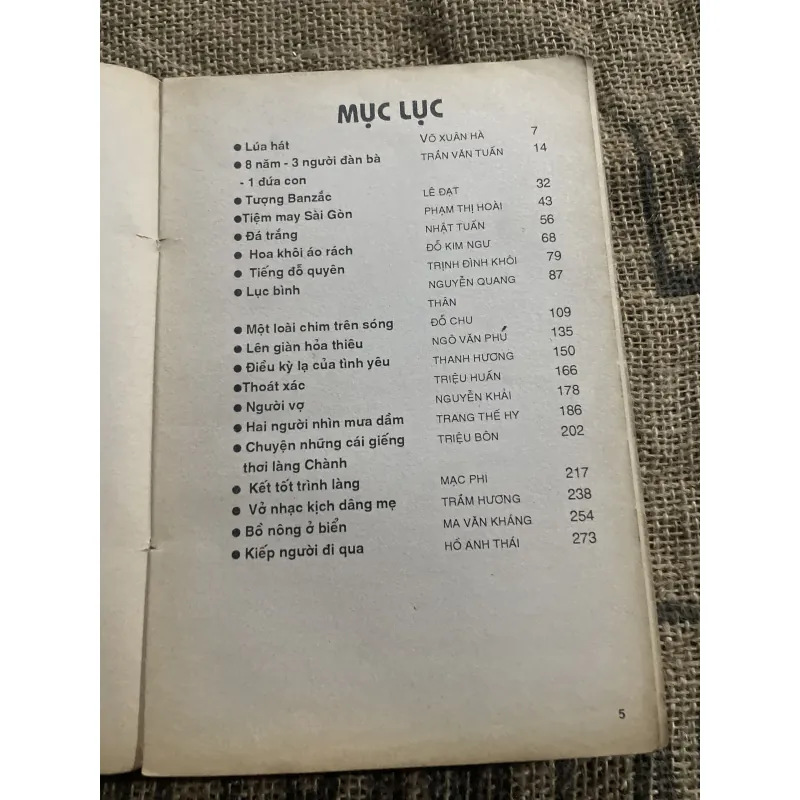 MỤC LỤC
● Lúa hát VÕ XUÂN HÀ 7
● 8 năm - 3 người đàn bà TRẦN VĂN TUẤN 14
- 1 đứa con
● Tượng Banzắc LÊ ĐẠT 32
●Tiệm may Sài Gòn PHẠM THỊ HOÀI 43
● Đá trắng NHẬT TUẤN 56
● Hoa khôi áo rách ĐỖ KIM NGƯ 68
● Tiếng đỗ quyên TRỊNH ĐÌNH KHÔI 79
● Lục bình NGUYỄN QUANG 87
THÂN
● Một loài chim trên sóng ĐỖ CHU 109
● Lên giàn hỏa thiêu NGÔ VĂN PHÚ 135
● Điều kỳ lạ của tình yêu THANH HƯƠNG 150
●Thoát xác TRIỆU HUẤN 166
● Người vợ NGUYỄN KHẢI 178
● Hai người nhìn mưa dầm TRANG THẾ HY 186
● Chuyện những cái giếng TRIỆU BÔN 202
thơi làng Chành
● Kết tốt trình làng MẠC PHI 217
● Vở nhạc kịch dâng mẹ TRẦM HƯƠNG 238
● Bồ nông ở biển MA VĂN KHÁNG 254
● Kiếp người đi qua HỒ ANH THÁI 273
5